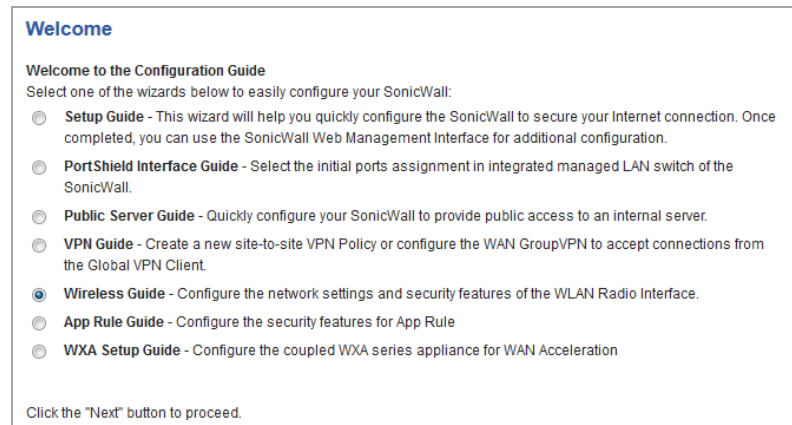 Welcome
Welcome to the Configuration Guide
Select one of the wizards below to easily configure your SonicWall:
Setup Guide - This wizard will help you quickly configure the SonicWall to secure your Internet connection. Once
completed, you can use the SonicWall Web Management Interface for additional configuration.
PortShield Interface Guide - Select the initial ports assignment in integrated managed LAN switch of the
SonicWall.
Public Server Guide - Quickly configure your SonicWall to provide public access to an internal server.
VPN Guide - Create a new site-to-site VPN Policy or configure the WAN GroupVPN to accept connections from
the Global VPN Client.
Wireless Guide - Configure the network settings and security features of the WLAN Radio Interface.
App Rule Guide - Configure the security features for App Rule
WXA Setup Guide - Configure the coupled WXA series appliance for WAN Acceleration
Click the "Next" button to proceed.